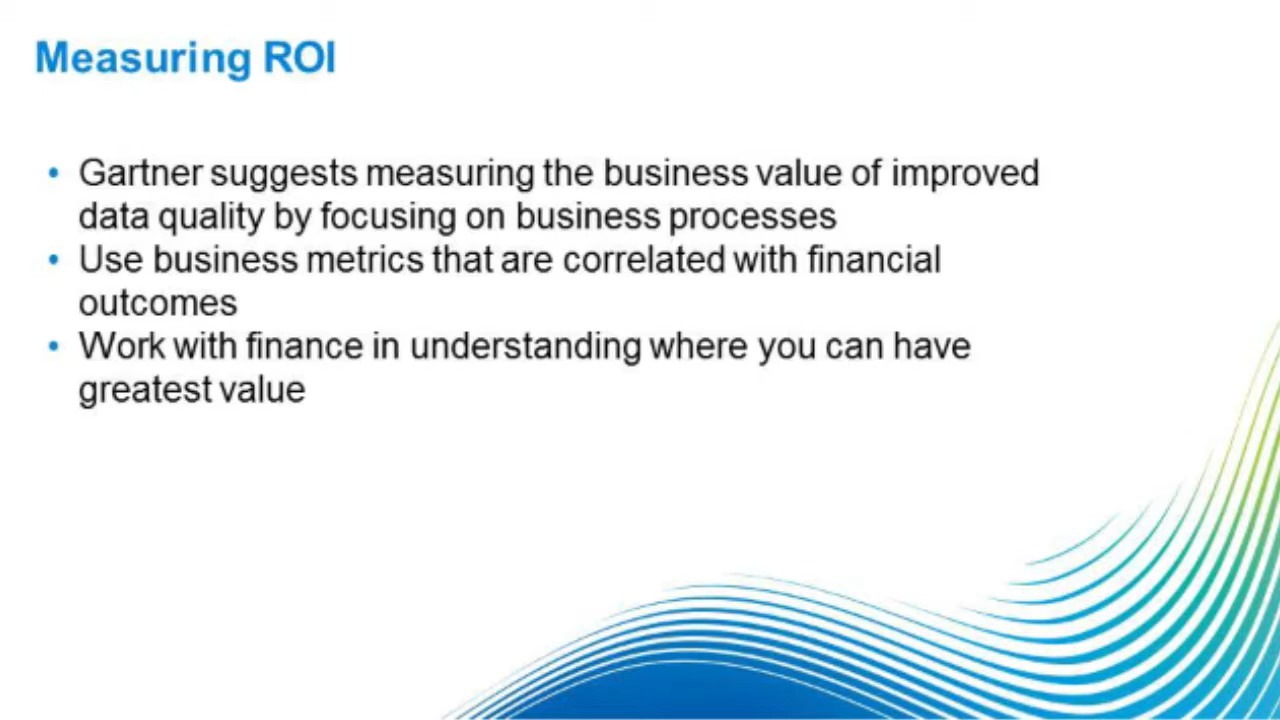 Measuring ROI
• Gartner suggests measuring the business value of improved
data quality by focusing on business processes
• Use business metrics that are correlated with financial
outcomes
• Work with finance in understanding where you can have
greatest value